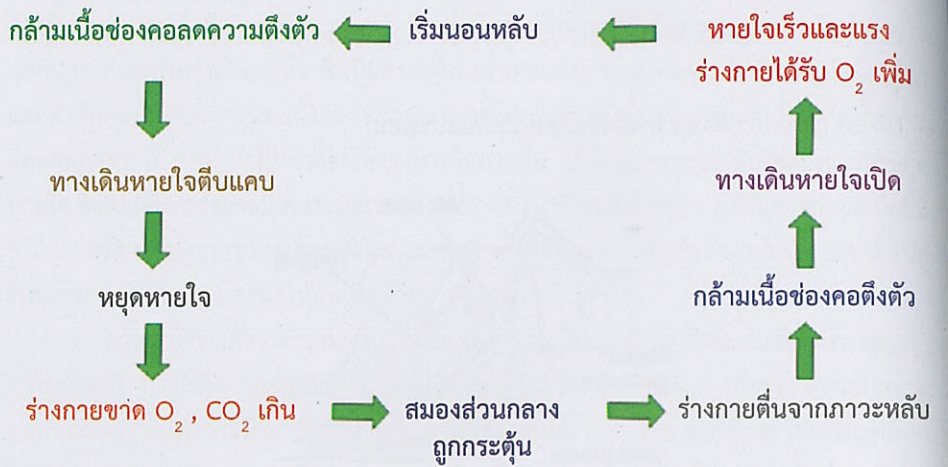 กล้ามเนื้อช่องคอลดความตึงตัว
เริ่มนอนหลับ
หายใจเร็วและแรง
ร่างกายได้รับ O₂ เพิ่ม
ทางเดินหายใจตีบแคบ
ทางเดินหายใจเปิด
หยุดหายใจ
กล้ามเนื้อช่องคอตึงตัว
ร่างกายขาด O₂ , CO₂ เกิน
สมองส่วนกลาง
ถูกกระตุ้น
ร่างกายตื่นจากภาวะหลับ